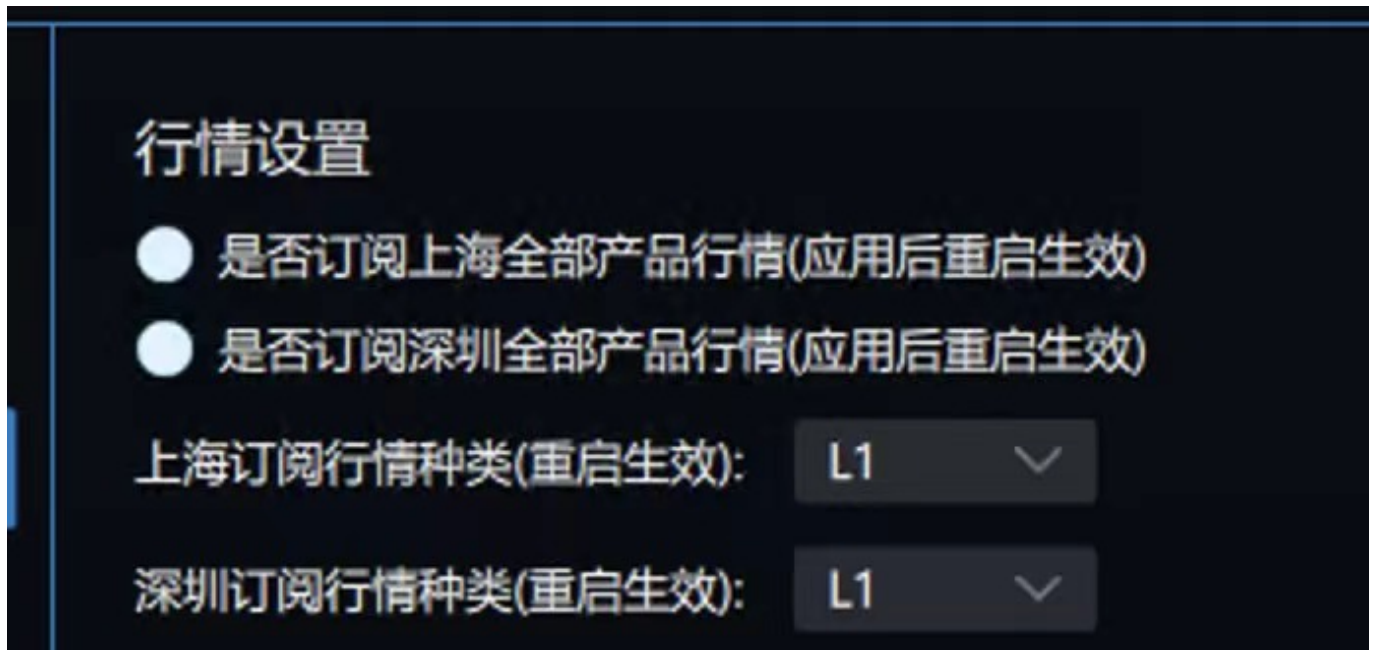 行情设置
是否订阅上海全部产品行情(应用后重启生效)
是否订阅深圳全部产品行情(应用后重启生效)
上海订阅行情种类(重启生效): L1
深圳订阅行情种类(重启生效): L1